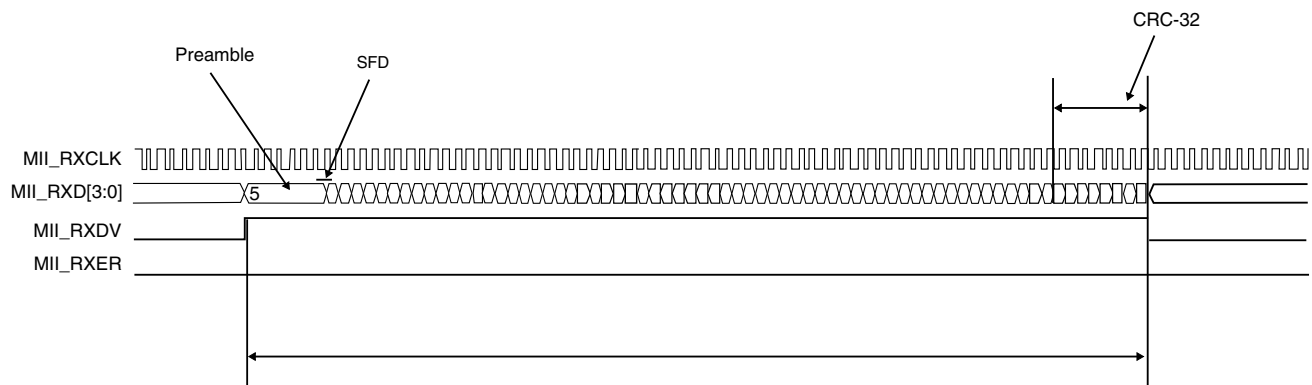 CRC-32
Preamble
SFD
MII_RXCLK
MII_RXD[3:0]
5
MII_RXDV
MII_RXER